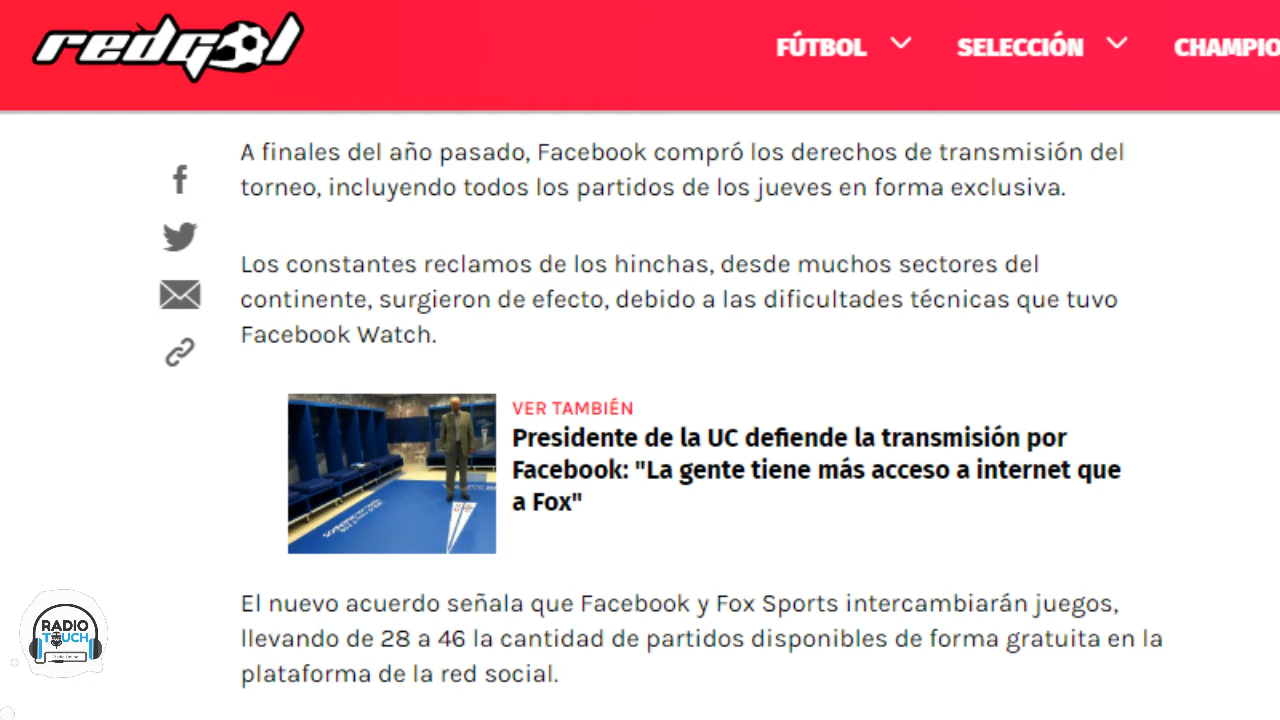 redgol
FÚTBOL
SELECCIÓN
CHAMPIO
A finales del año pasado, Facebook compró los derechos de transmisión del
torneo, incluyendo todos los partidos de los jueves en forma exclusiva.
Los constantes reclamos de los hinchas, desde muchos sectores del
continente, surgieron de efecto, debido a las dificultades técnicas que tuvo
Facebook Watch.
VER TAMBIÉN
Presidente de la UC defiende la transmisión por
Facebook: "La gente tiene más acceso a internet que
a Fox"
El nuevo acuerdo señala que Facebook y Fox Sports intercambiarán juegos,
llevando de 28 a 46 la cantidad de partidos disponibles de forma gratuita en la
plataforma de la red social.
RADIO
TOUCH